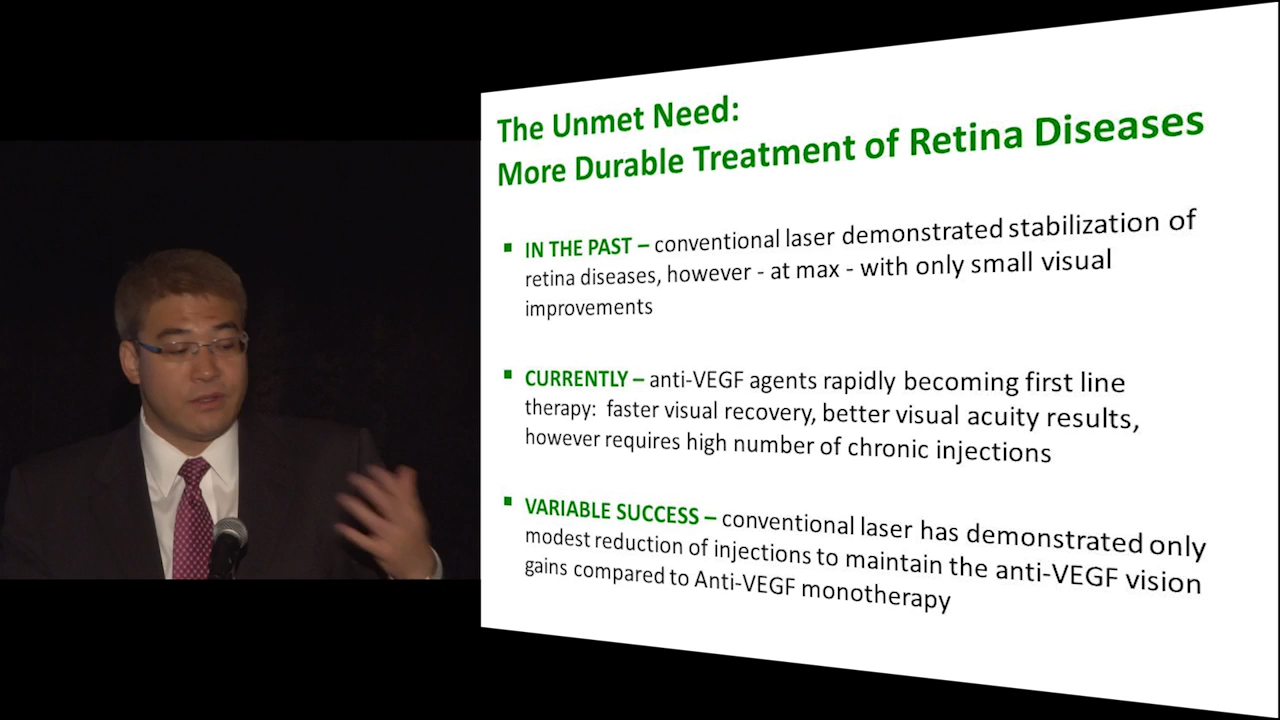 The Unmet Need:
More Durable Treatment of Retina Diseases
▪ IN THE PAST – conventional laser demonstrated stabilization of
retina diseases, however - at max - with only small visual
improvements
▪ CURRENTLY – anti-VEGF agents rapidly becoming first line
therapy: faster visual recovery, better visual acuity results,
however requires high number of chronic injections
▪ VARIABLE SUCCESS – conventional laser has demonstrated only
modest reduction of injections to maintain the anti-VEGF vision
gains compared to Anti-VEGF monotherapy